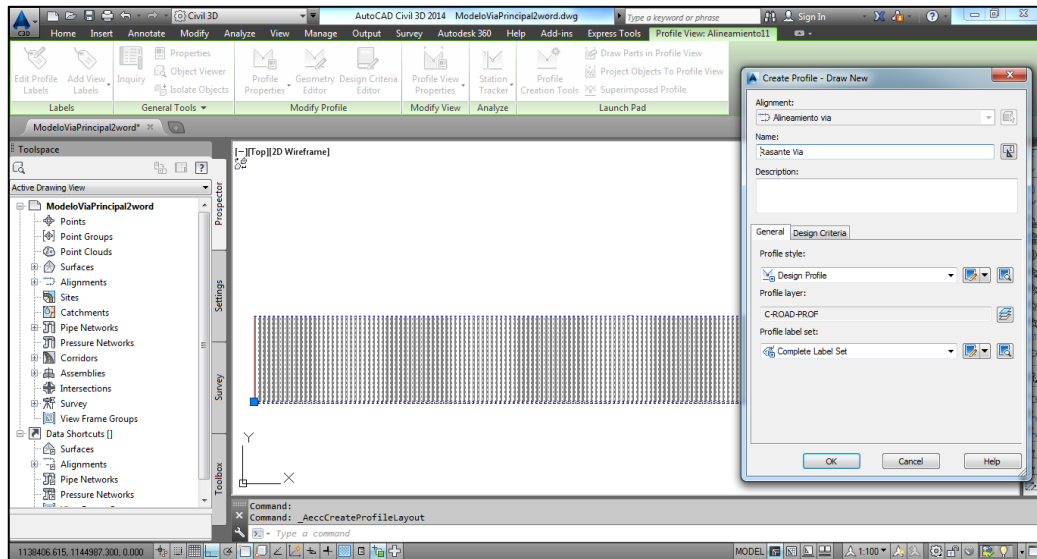 Civil 3D
AutoCAD Civil 3D 2014 ModeloViaPrincipal2word.dwg
Type a keyword or phrase
Sign In
Home Insert Annotate Modify Analyze View Manage Output Survey Autodesk 360 Help Add-ins Express Tools Profile View: Alineamiento11
Edit Profile Labels
Add View Labels
Labels
Inquiry
Properties
Object Viewer
Isolate Objects
General Tools
Profile Properties
Geometry Editor
Design Criteria Editor
Modify Profile
Profile View Properties
Modify View
Station Tracker
Analyze
Profile Creation Tools
Draw Parts in Profile View
Project Objects To Profile View
Superimposed Profile
Launch Pad
ModeloViaPrincipal2word*
Toolspace
Active Drawing View
ModeloViaPrincipal2word
Points
Point Groups
Point Clouds
Surfaces
Alignments
Sites
Catchments
Pipe Networks
Pressure Networks
Corridors
Assemblies
Intersections
Survey
View Frame Groups
Data Shortcuts []
Surfaces
Alignments
Pipe Networks
Pressure Networks
Prospector
Settings
Survey
Toolbox
[-][Top][2D Wireframe]
Y
X
Command:
Command: _AeccCreateProfileLayout
Type a command
1138406.615, 1144987.300, 0.000
MODEL
1:100
Create Profile - Draw New
Alignment:
Alineamiento via
Name:
Rasante Via
Description:
General
Design Criteria
Profile style:
Design Profile
Profile layer:
C-ROAD-PROF
Profile label set:
Complete Label Set
OK
Cancel
Help